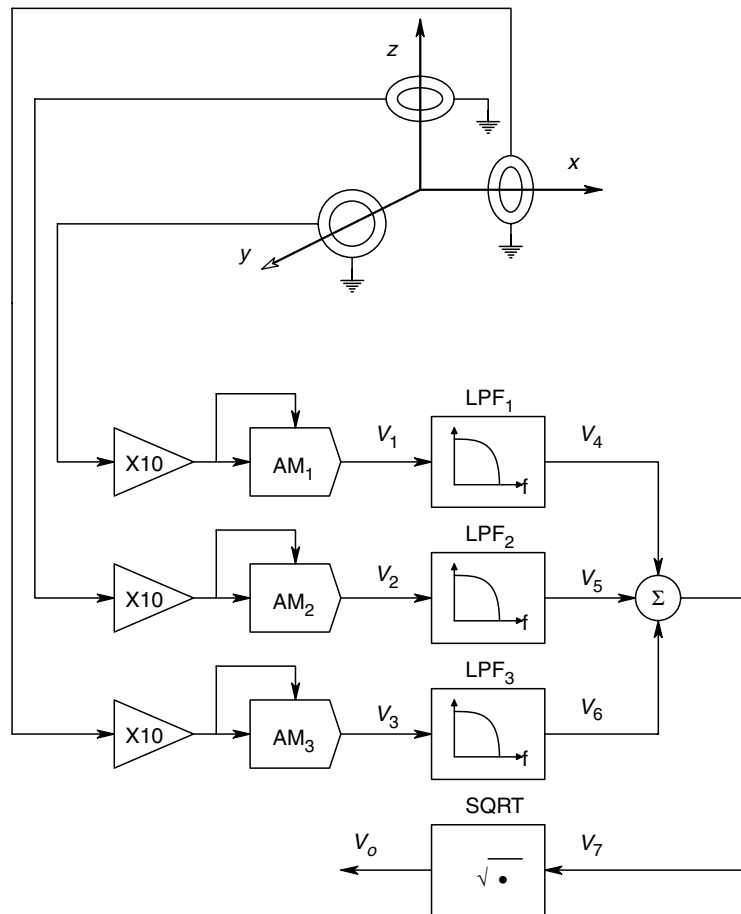 z
x
y
LPF₁
X10
AM₁
V₁
f
V₄
LPF₂
X10
AM₂
V₂
f
V₅
Σ
LPF₃
X10
AM₃
V₃
f
V₆
SQRT
Vₒ
√•
V₇